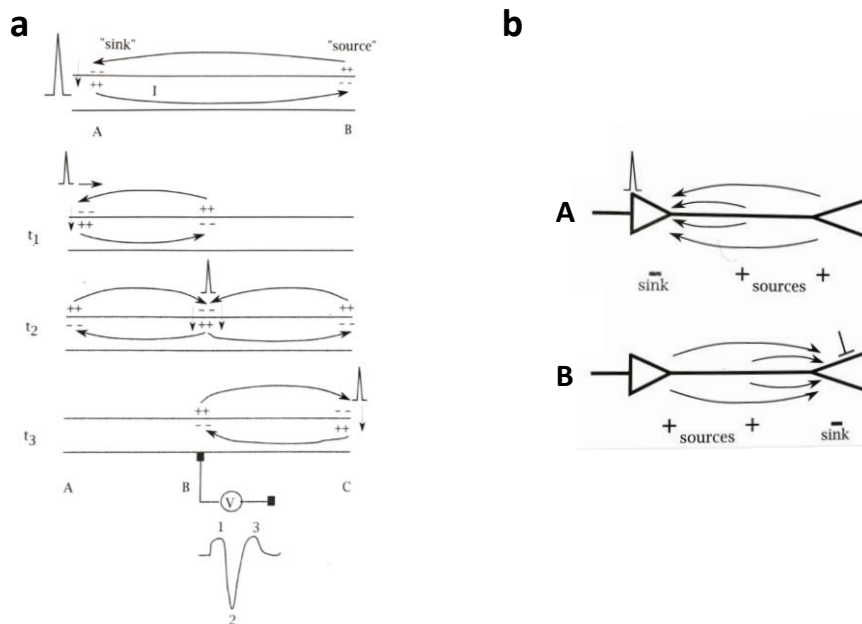 a
"sink" "source"
- - ++
++ - -
I
A B
- - ++
++ - -
t1
++ - - ++
- - ++ - -
t2
++ - -
- - ++
t3
A B C
V
1 3
2
b
A
- + +
sink sources
B
+ + -
sources sink